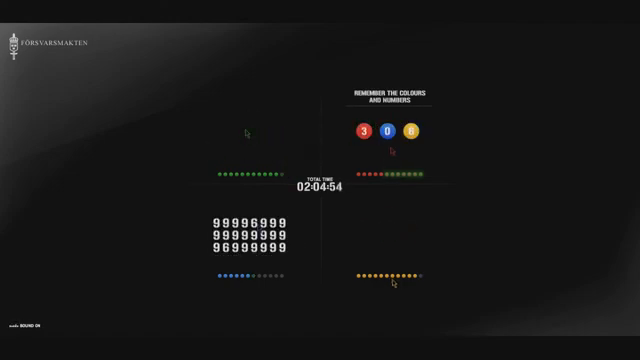 FÖRSVARSMAKTEN
REMEMBER THE COLOURS
AND NUMBERS
3 0 6
TOTAL TIME
02:04:54
99996999
99999999
96999999
SOUND ON